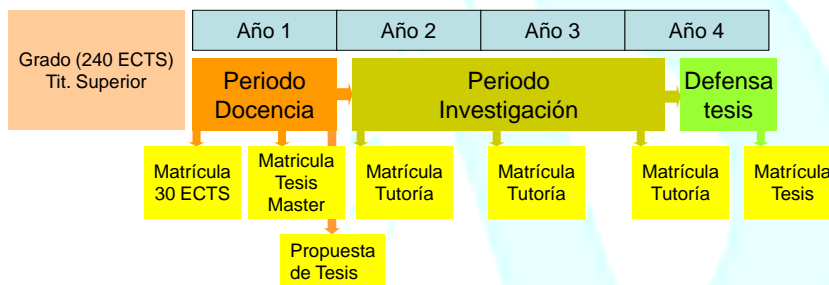 Grado (240 ECTS)
Tit. Superior
Año 1
Año 2
Año 3
Año 4
Periodo
Docencia
Periodo
Investigación
Defensa
tesis
Matrícula
30 ECTS
Matricula
Tesis
Master
Matrícula
Tutoría
Matrícula
Tutoría
Matrícula
Tutoría
Matrícula
Tesis
Propuesta
de Tesis